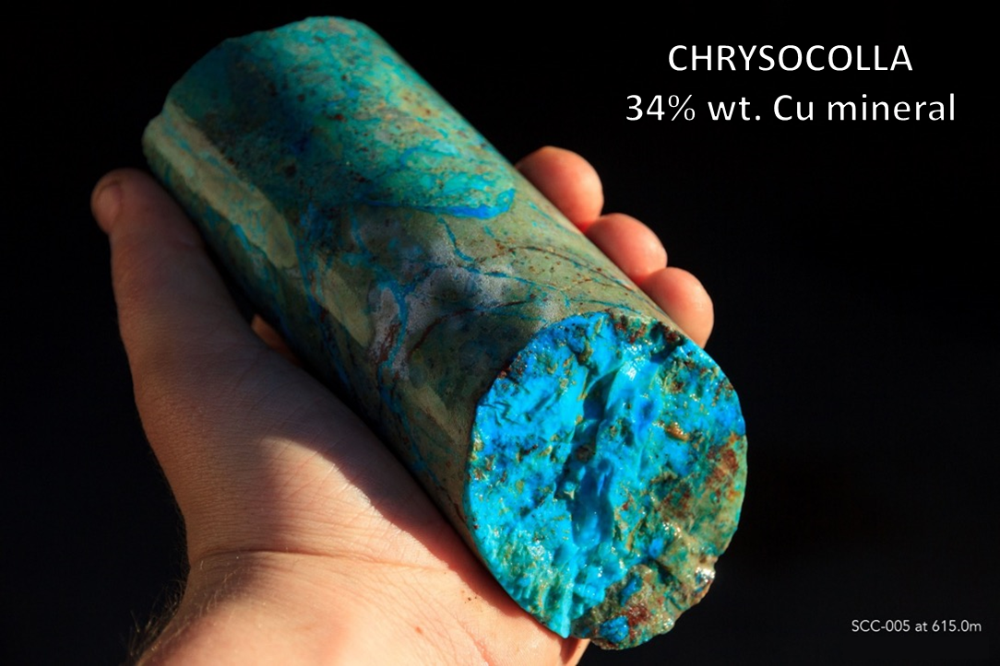 CHRYSOCOLLA
34% wt. Cu mineral
SCC-005 at 615.0m